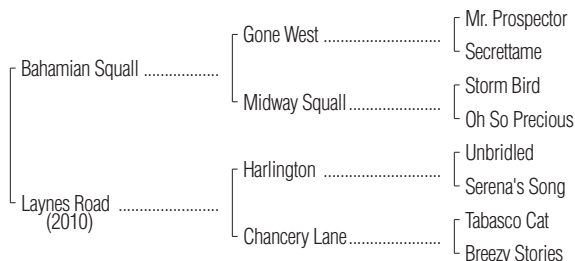 Mr. Prospector
Gone West ........................
Secrettame
Bahamian Squall ...............
Storm Bird
Midway Squall...................
Oh So Precious
Unbridled
Harlington ........................
Serena's Song
Laynes Road ....................
(2010)
Tabasco Cat
Chancery Lane...................
Breezy Stories